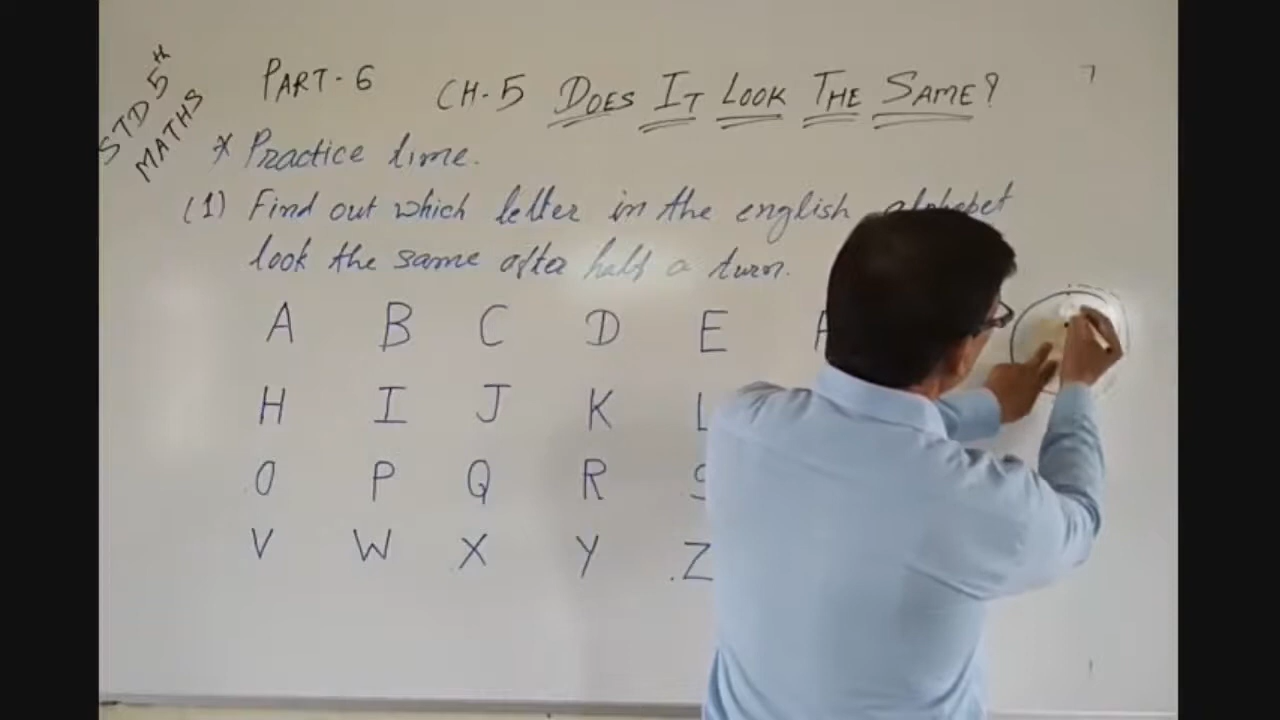 STD 5th
MATHS
PART-6
CH-5 DOES IT LOOK THE SAME?
* Practice time.
(1) Find out which letter in the english alphabet
look the same after half a turn.
A B C D E
H I J K L
O P Q R S
V W X Y Z